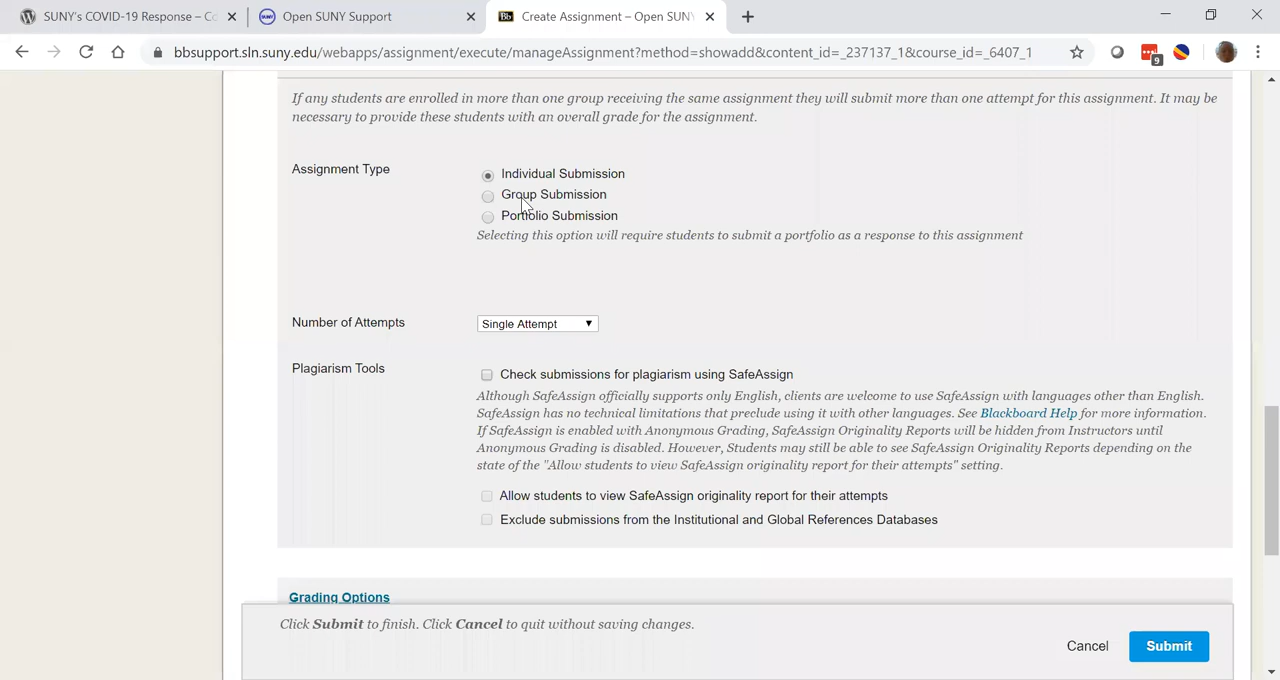 SUNY's COVID-19 Response – Co
Open SUNY Support
Bb Create Assignment – Open SUNY
bbsupport.sln.suny.edu/webapps/assignment/execute/manageAssignment?method=showadd&content_id=_237137_1&course_id=_6407_1
9
If any students are enrolled in more than one group receiving the same assignment they will submit more than one attempt for this assignment. It may be
necessary to provide these students with an overall grade for the assignment.
Assignment Type
Individual Submission
Group Submission
Portfolio Submission
Selecting this option will require students to submit a portfolio as a response to this assignment
Number of Attempts
Single Attempt
Plagiarism Tools
Check submissions for plagiarism using SafeAssign
Although SafeAssign officially supports only English, clients are welcome to use SafeAssign with languages other than English.
SafeAssign has no technical limitations that preclude using it with other languages. See Blackboard Help for more information.
If SafeAssign is enabled with Anonymous Grading, SafeAssign Originality Reports will be hidden from Instructors until
Anonymous Grading is disabled. However, Students may still be able to see SafeAssign Originality Reports depending on the
state of the "Allow students to view SafeAssign originality report for their attempts" setting.
Allow students to view SafeAssign originality report for their attempts
Exclude submissions from the Institutional and Global References Databases
Grading Options
Click Submit to finish. Click Cancel to quit without saving changes.
Cancel
Submit